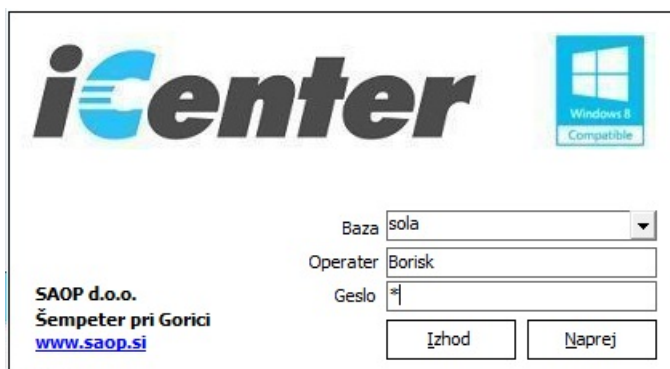 iCenter
Windows 8
Compatible
Baza sola
Operater Borisk
Geslo *
SAOP d.o.o.
Šempeter pri Gorici
www.saop.si
Izhod Naprej